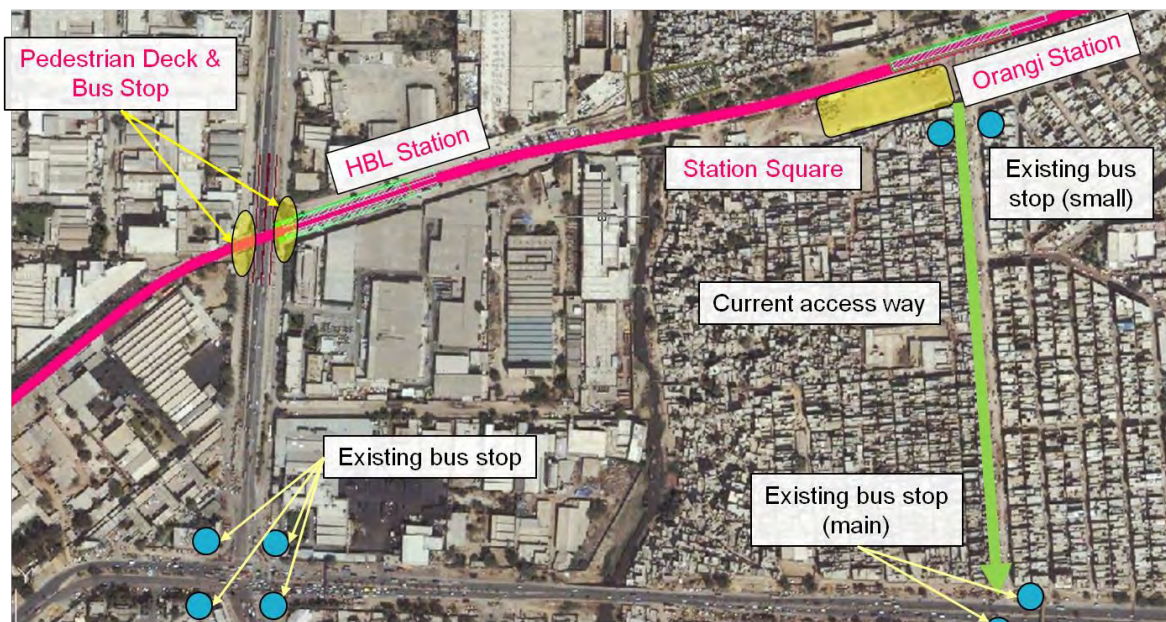 Pedestrian Deck &
Bus Stop
HBL Station
Orangi Station
Station Square
Existing bus
stop (small)
Current access way
Existing bus stop
Existing bus stop
(main)